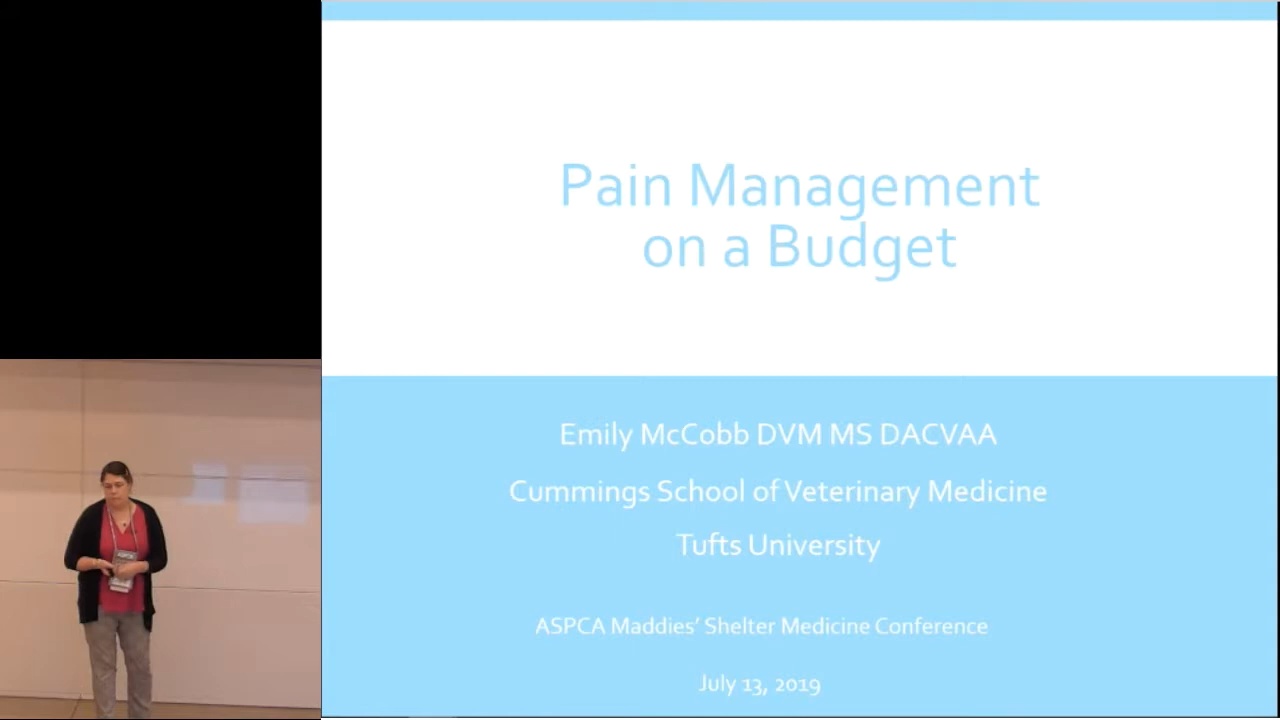 Pain Management
on a Budget
Emily McCobb DVM MS DACVAA
Cummings School of Veterinary Medicine
Tufts University
ASPCA Maddies’ Shelter Medicine Conference
July 13, 2019
ASPCA